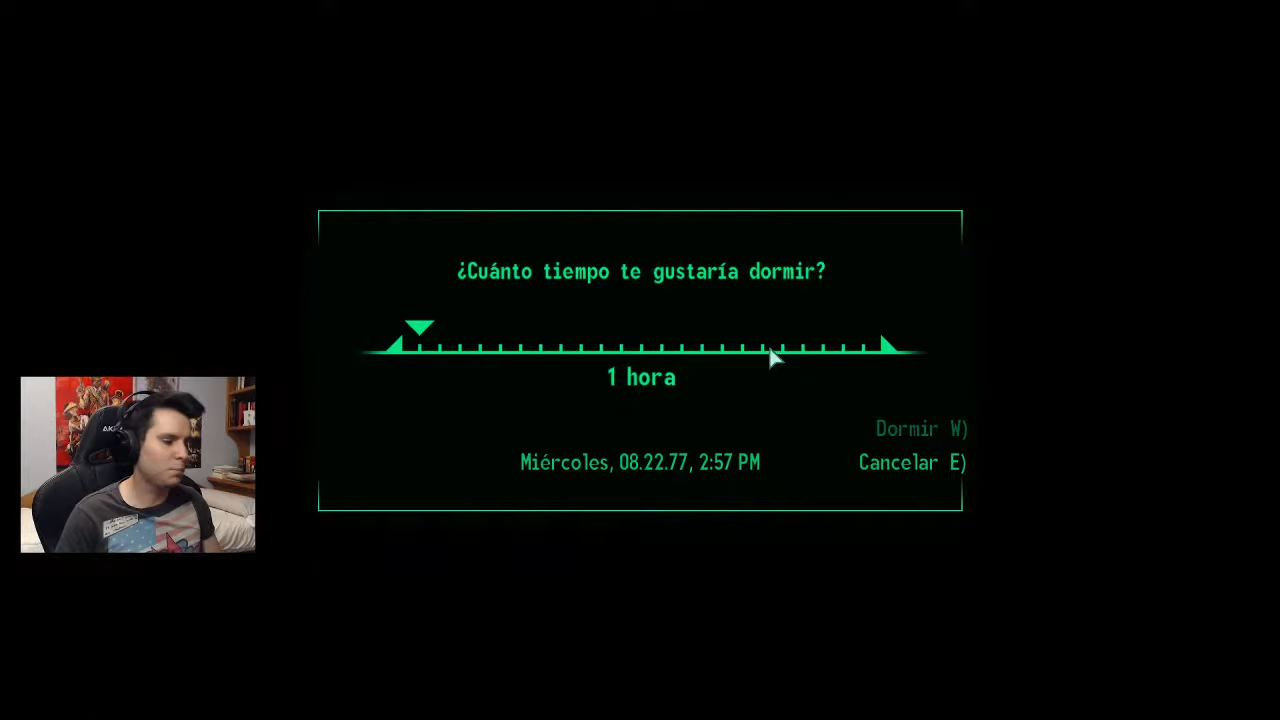 ¿Cuánto tiempo te gustaría dormir?
1 hora
Dormir W)
Miércoles, 08.22.77, 2:57 PM
Cancelar E)